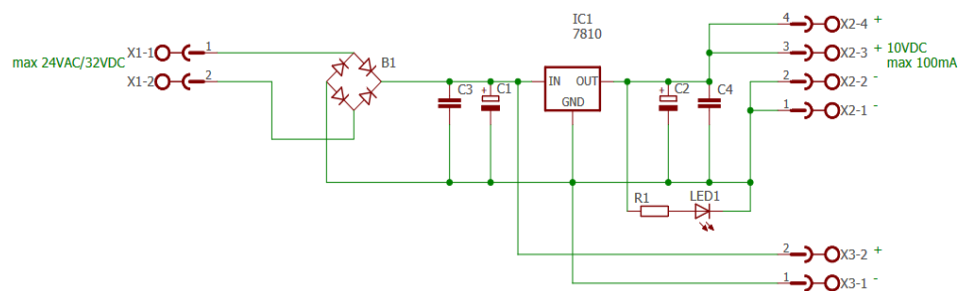 IC1
7810
4 X2-4 +
X1-1 1
3 X2-3 + 10VDC
max 24VAC/32VDC
B1
max 100mA
2 X2-2 -
X1-2 2
IN OUT
GND
C3
+ C1
+ C2
C4
1 X2-1 -
R1
LED1
2 X3-2 +
1 X3-1 -